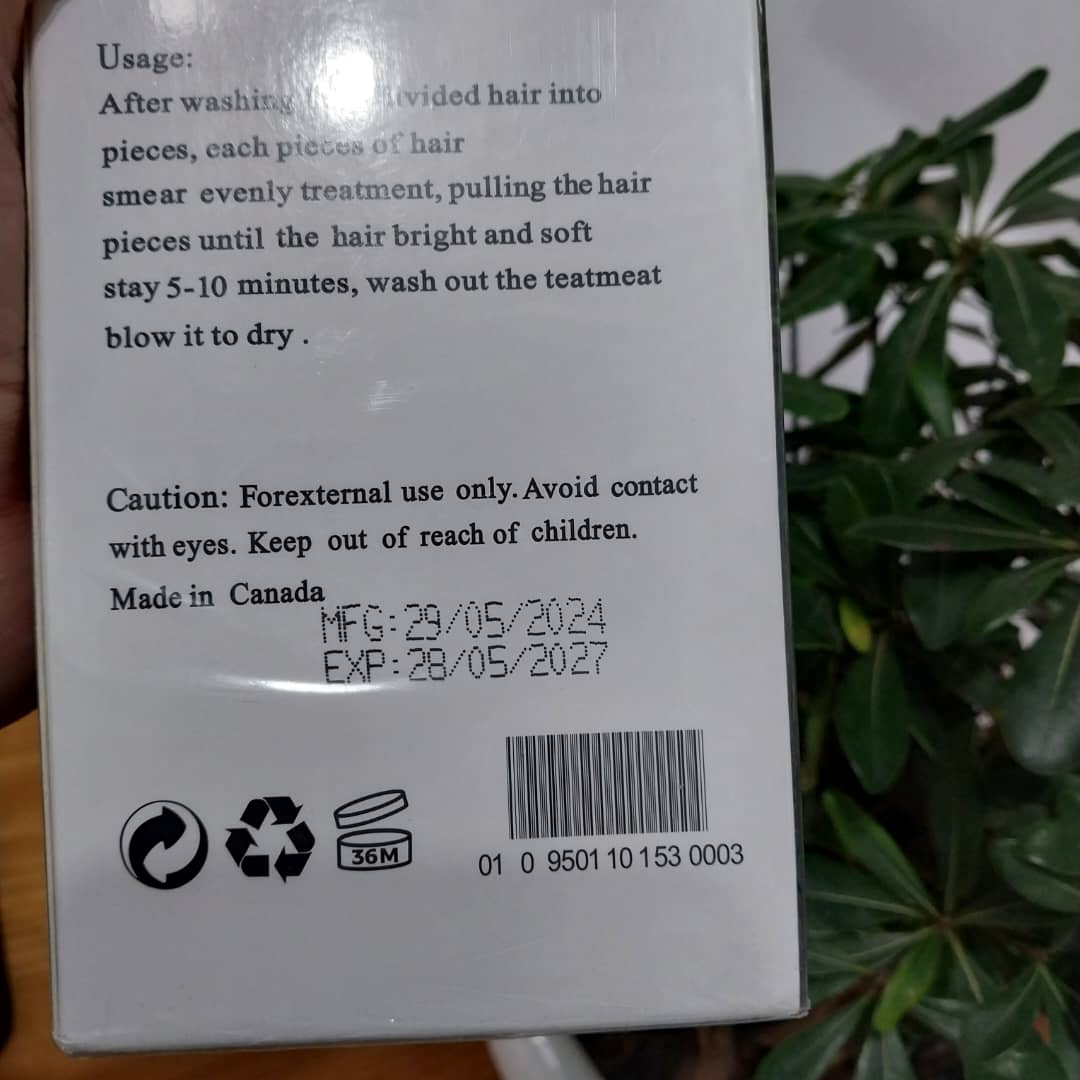 Usage:
After washing vided hair into
pieces, each pieces of hair
smear evenly treatment, pulling the hair
pieces until the hair bright and soft
stay 5-10 minutes, wash out the teatmeat
blow it to dry .
Caution: Forexternal use only. Avoid contact
with eyes. Keep out of reach of children.
Made in Canada
MFG:29/05/2024
EXP:28/05/2027
36M
01 0 9501 10 153 0003